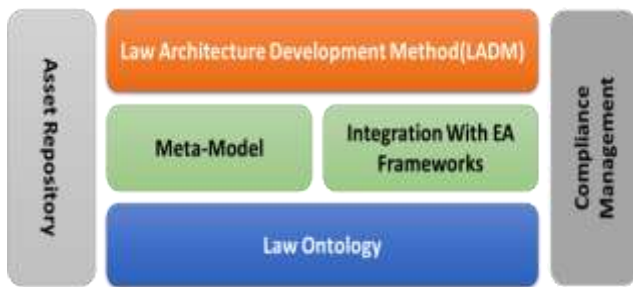 Asset Repository
Law Architecture Development Method(LADM)
Meta-Model
Integration With EA
Frameworks
Law Ontology
Compliance
Management